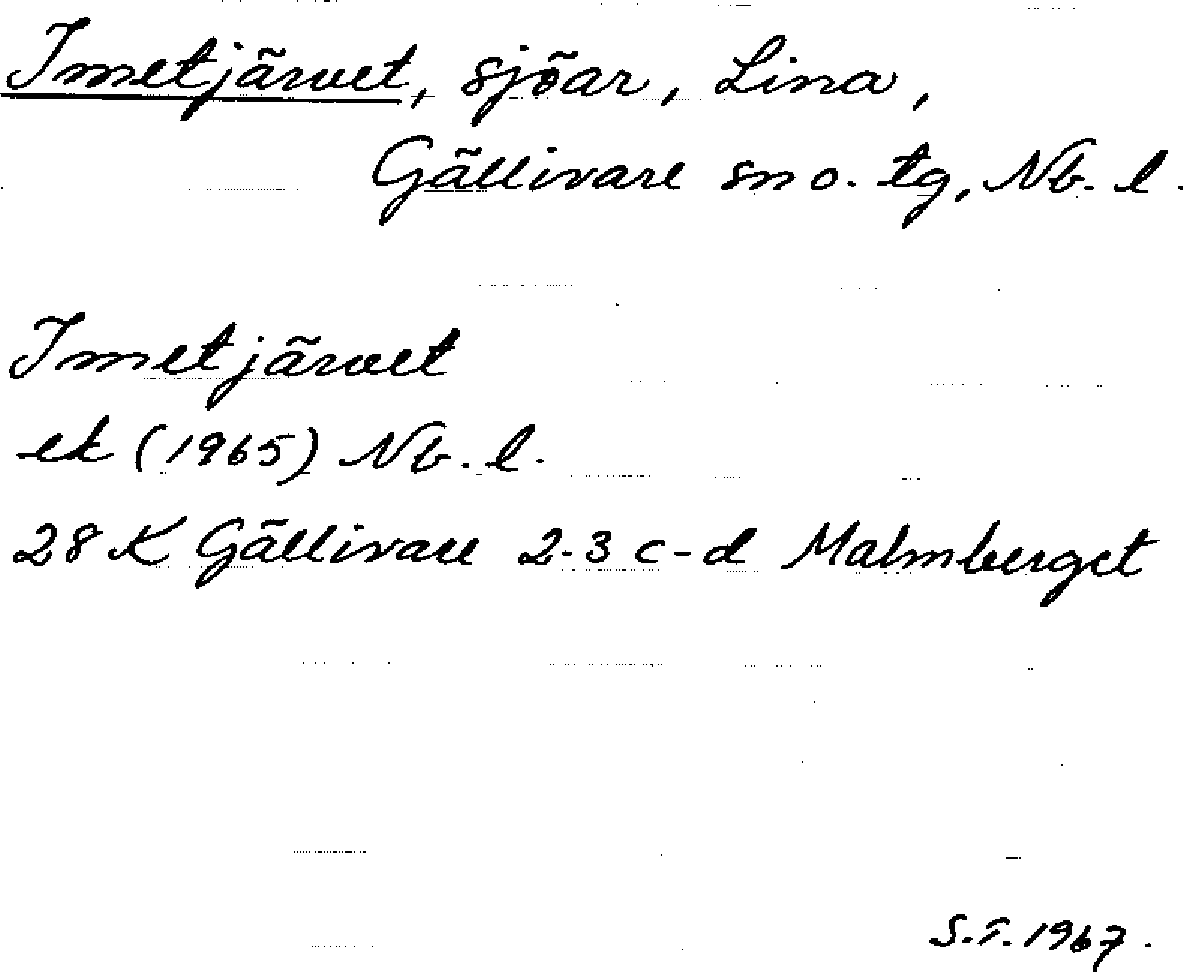 Imetjärvet, sjöar, Lina,
Gällivare sn o. tg, Nb. l.
Imetjärvet
ek (1965) Nb. l.
28 K Gällivare 2-3 c-d Malmberget
S.F. 1967.